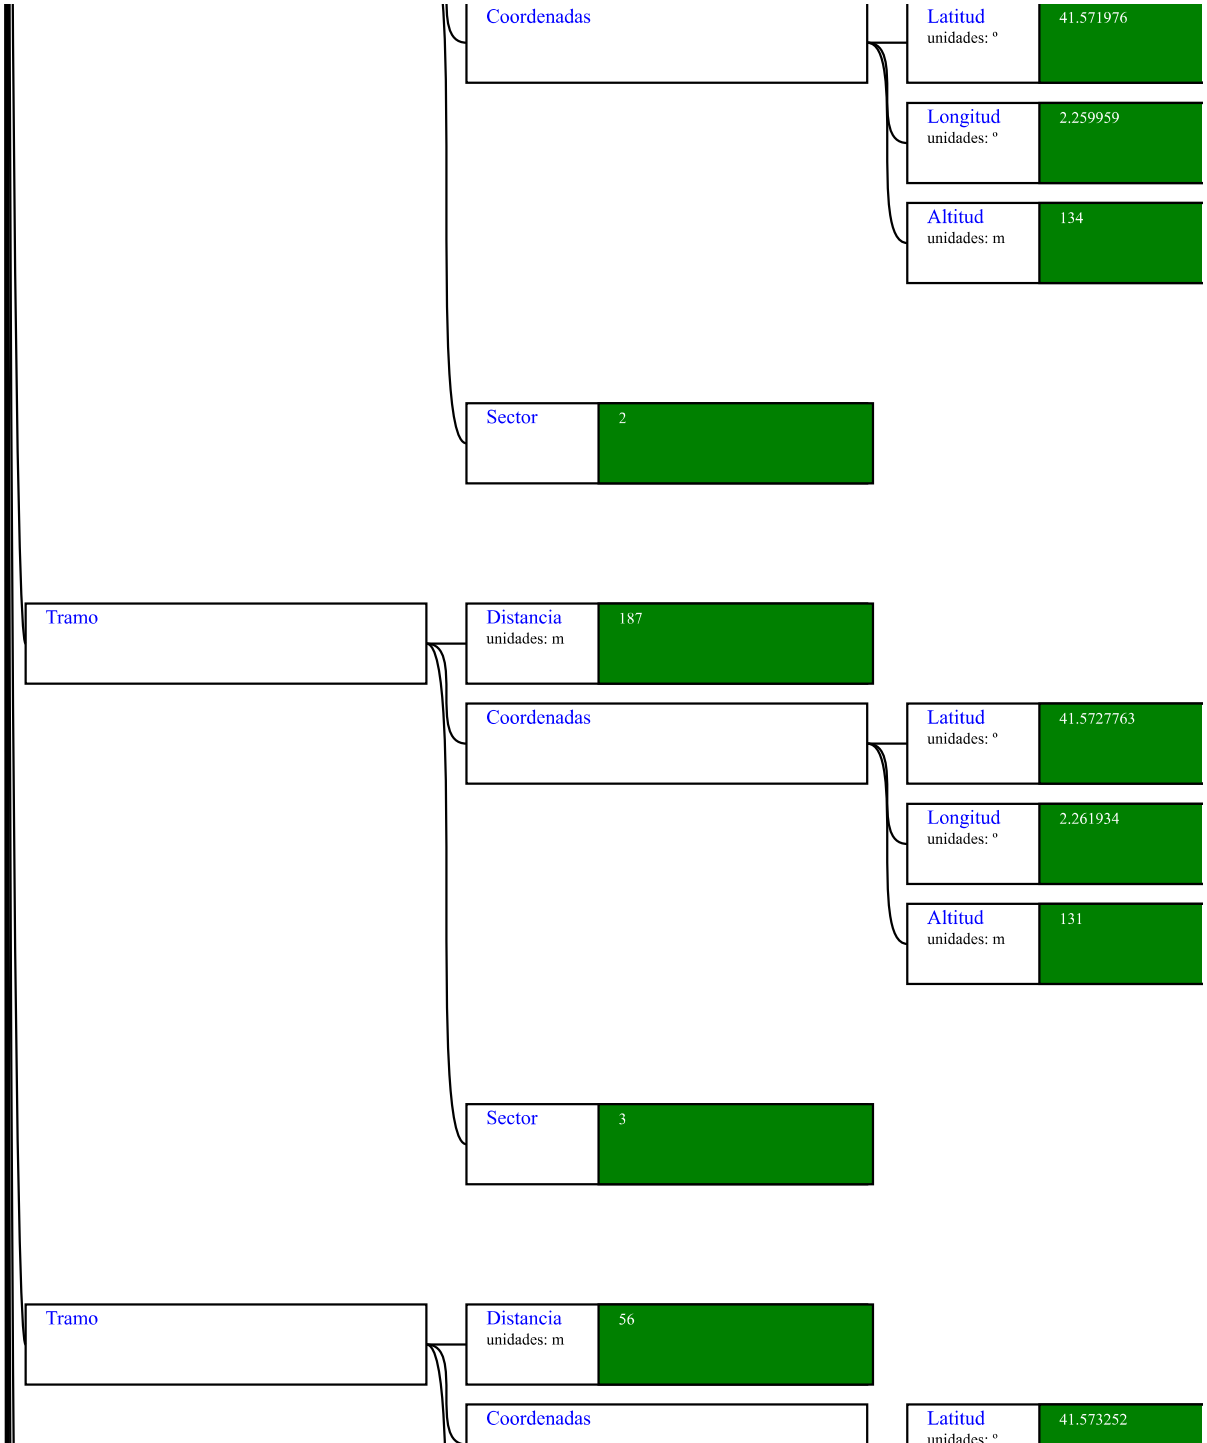 Coordenadas
Latitud
unidades: º
41.571976
Longitud
unidades: º
2.259959
Altitud
unidades: m
134
Sector
2
Tramo
Distancia
unidades: m
187
Coordenadas
Latitud
unidades: º
41.5727763
Longitud
unidades: º
2.261934
Altitud
unidades: m
131
Sector
3
Tramo
Distancia
unidades: m
56
Coordenadas
Latitud
unidades: º
41.573252